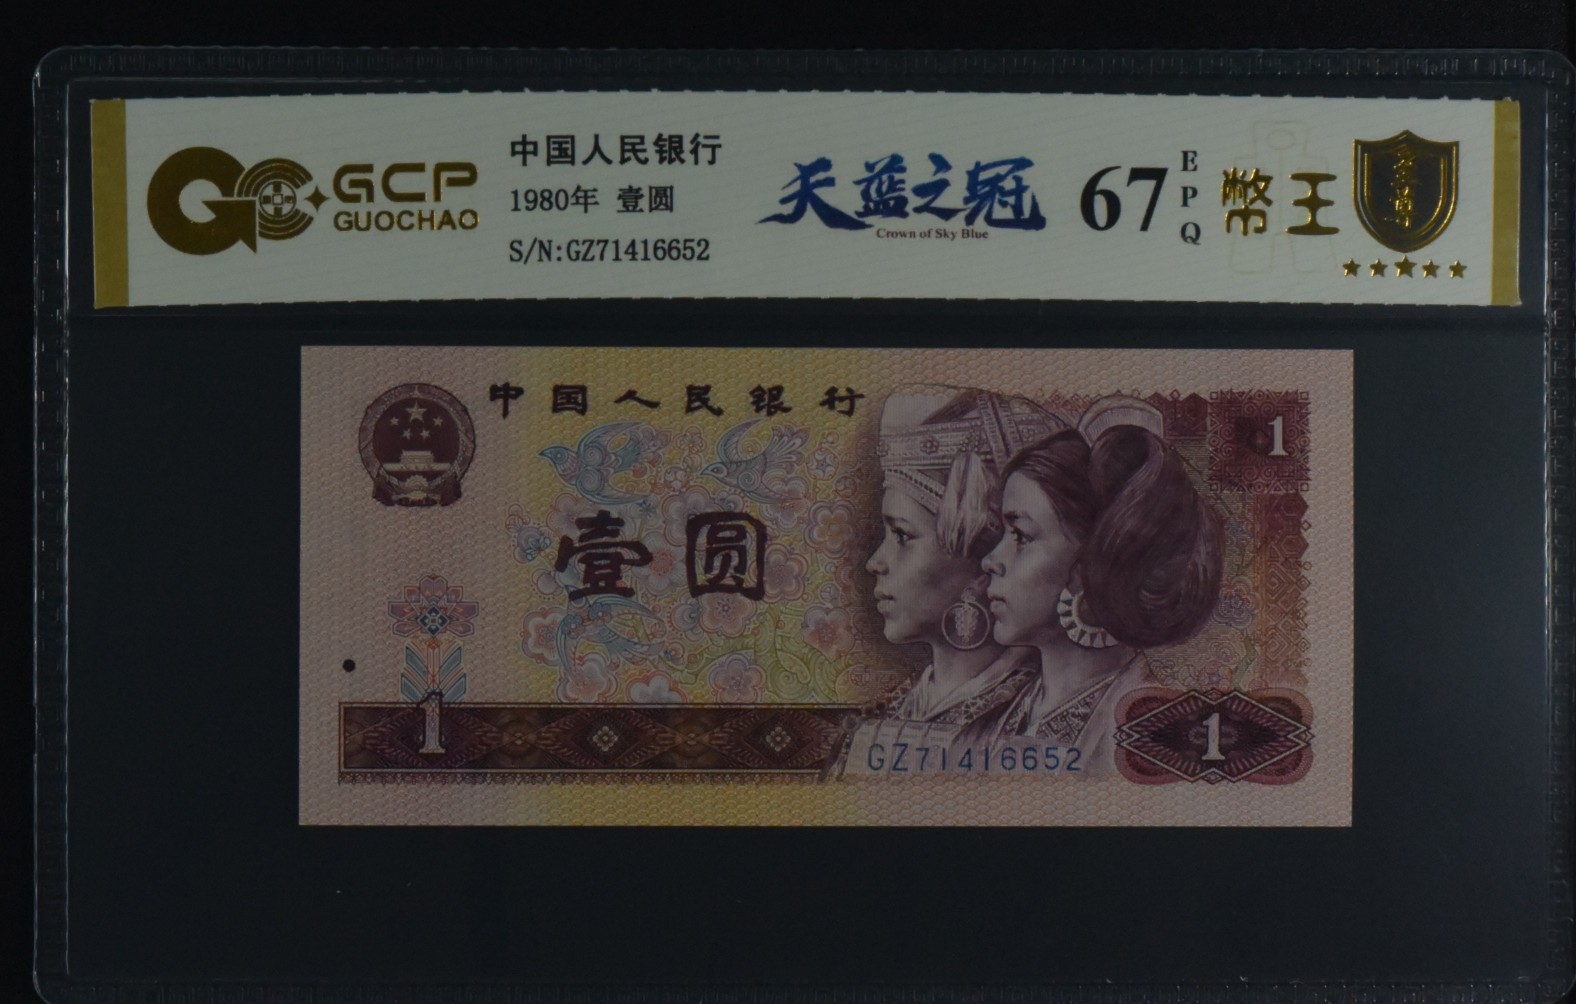 GCP
GUOCHAO
中国人民银行
1980年 壹圆
S/N:GZ71416652
天蓝之冠
Crown of Sky Blue
67
EPQ
幣王
中国人民银行
1
壹圆
1
GZ71416652
1